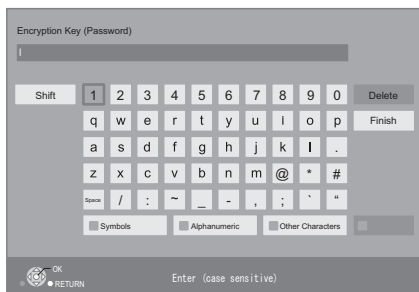 Encryption Key (Password)
Shift 1 2 3 4 5 6 7 8 9 0 Delete
q w e r t y u i o p Finish
a s d f g h j k l .
z x c v b n m @ * #
Space / : ~ _ - , ; ` “
Symbols Alphanumeric Other Characters
OK
RETURN
Enter (case sensitive)